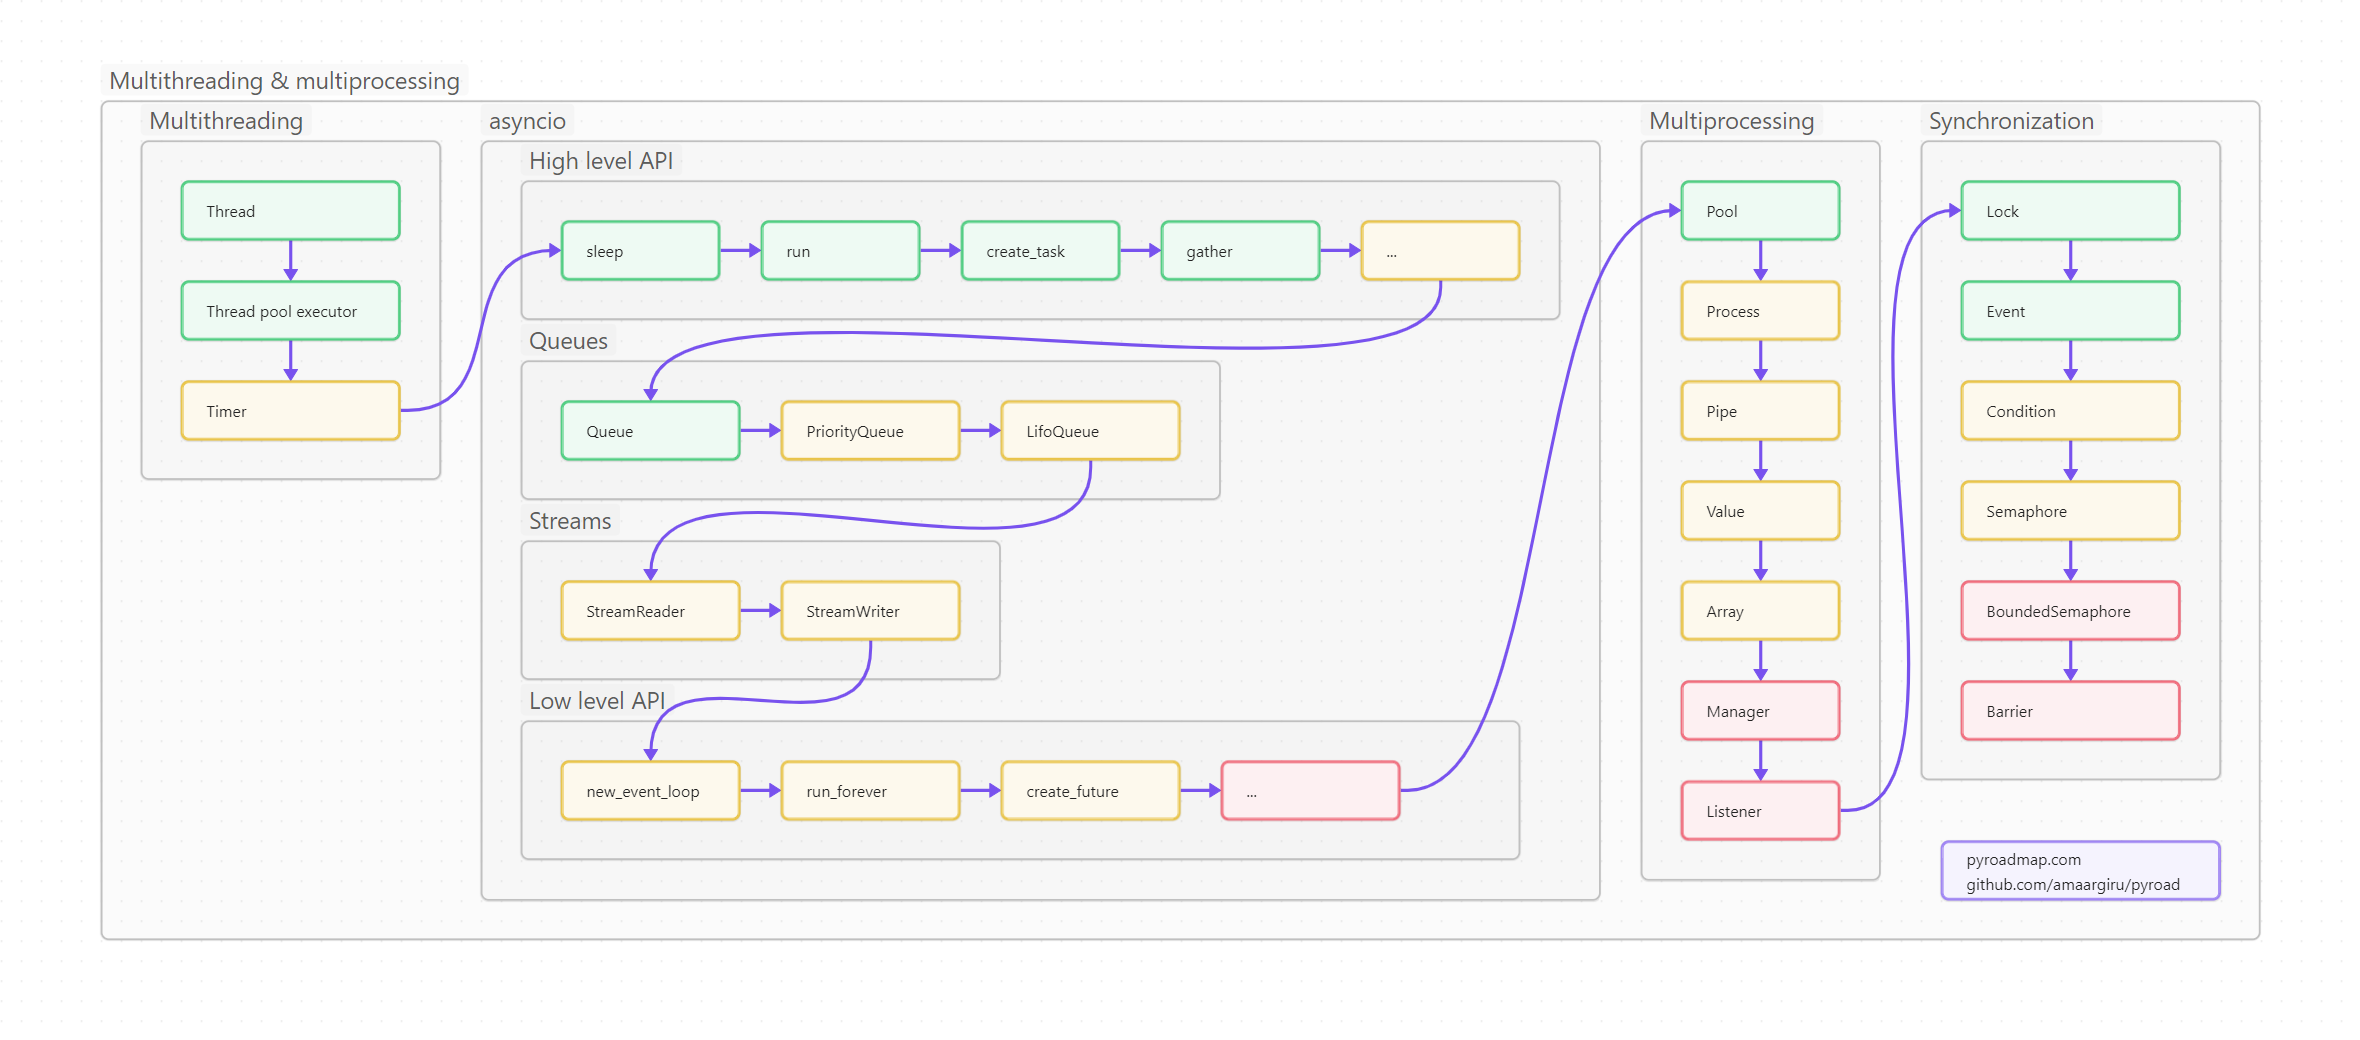 Multithreading & multiprocessing
Multithreading
Thread
Thread pool executor
Timer
asyncio
High level API
sleep
run
create_task
gather
...
Queues
Queue
PriorityQueue
LifoQueue
Streams
StreamReader
StreamWriter
Low level API
new_event_loop
run_forever
create_future
...
Multiprocessing
Pool
Process
Pipe
Value
Array
Manager
Listener
Synchronization
Lock
Event
Condition
Semaphore
BoundedSemaphore
Barrier
pyroadmap.com
github.com/amaargiru/pyroad